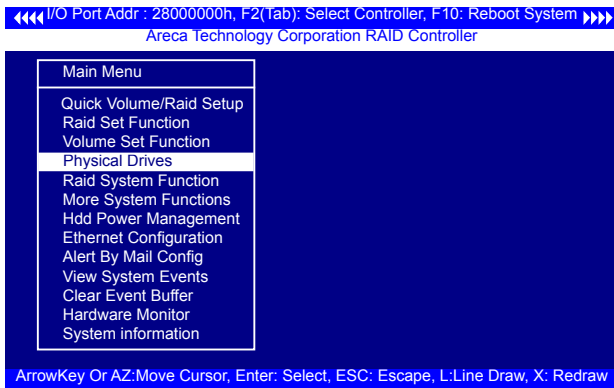 I/O Port Addr : 28000000h, F2(Tab): Select Controller, F10: Reboot System
Areca Technology Corporation RAID Controller
Main Menu
Quick Volume/Raid Setup
Raid Set Function
Volume Set Function
Physical Drives
Raid System Function
More System Functions
Hdd Power Management
Ethernet Configuration
Alert By Mail Config
View System Events
Clear Event Buffer
Hardware Monitor
System information
ArrowKey Or AZ:Move Cursor, Enter: Select, ESC: Escape, L:Line Draw, X: Redraw